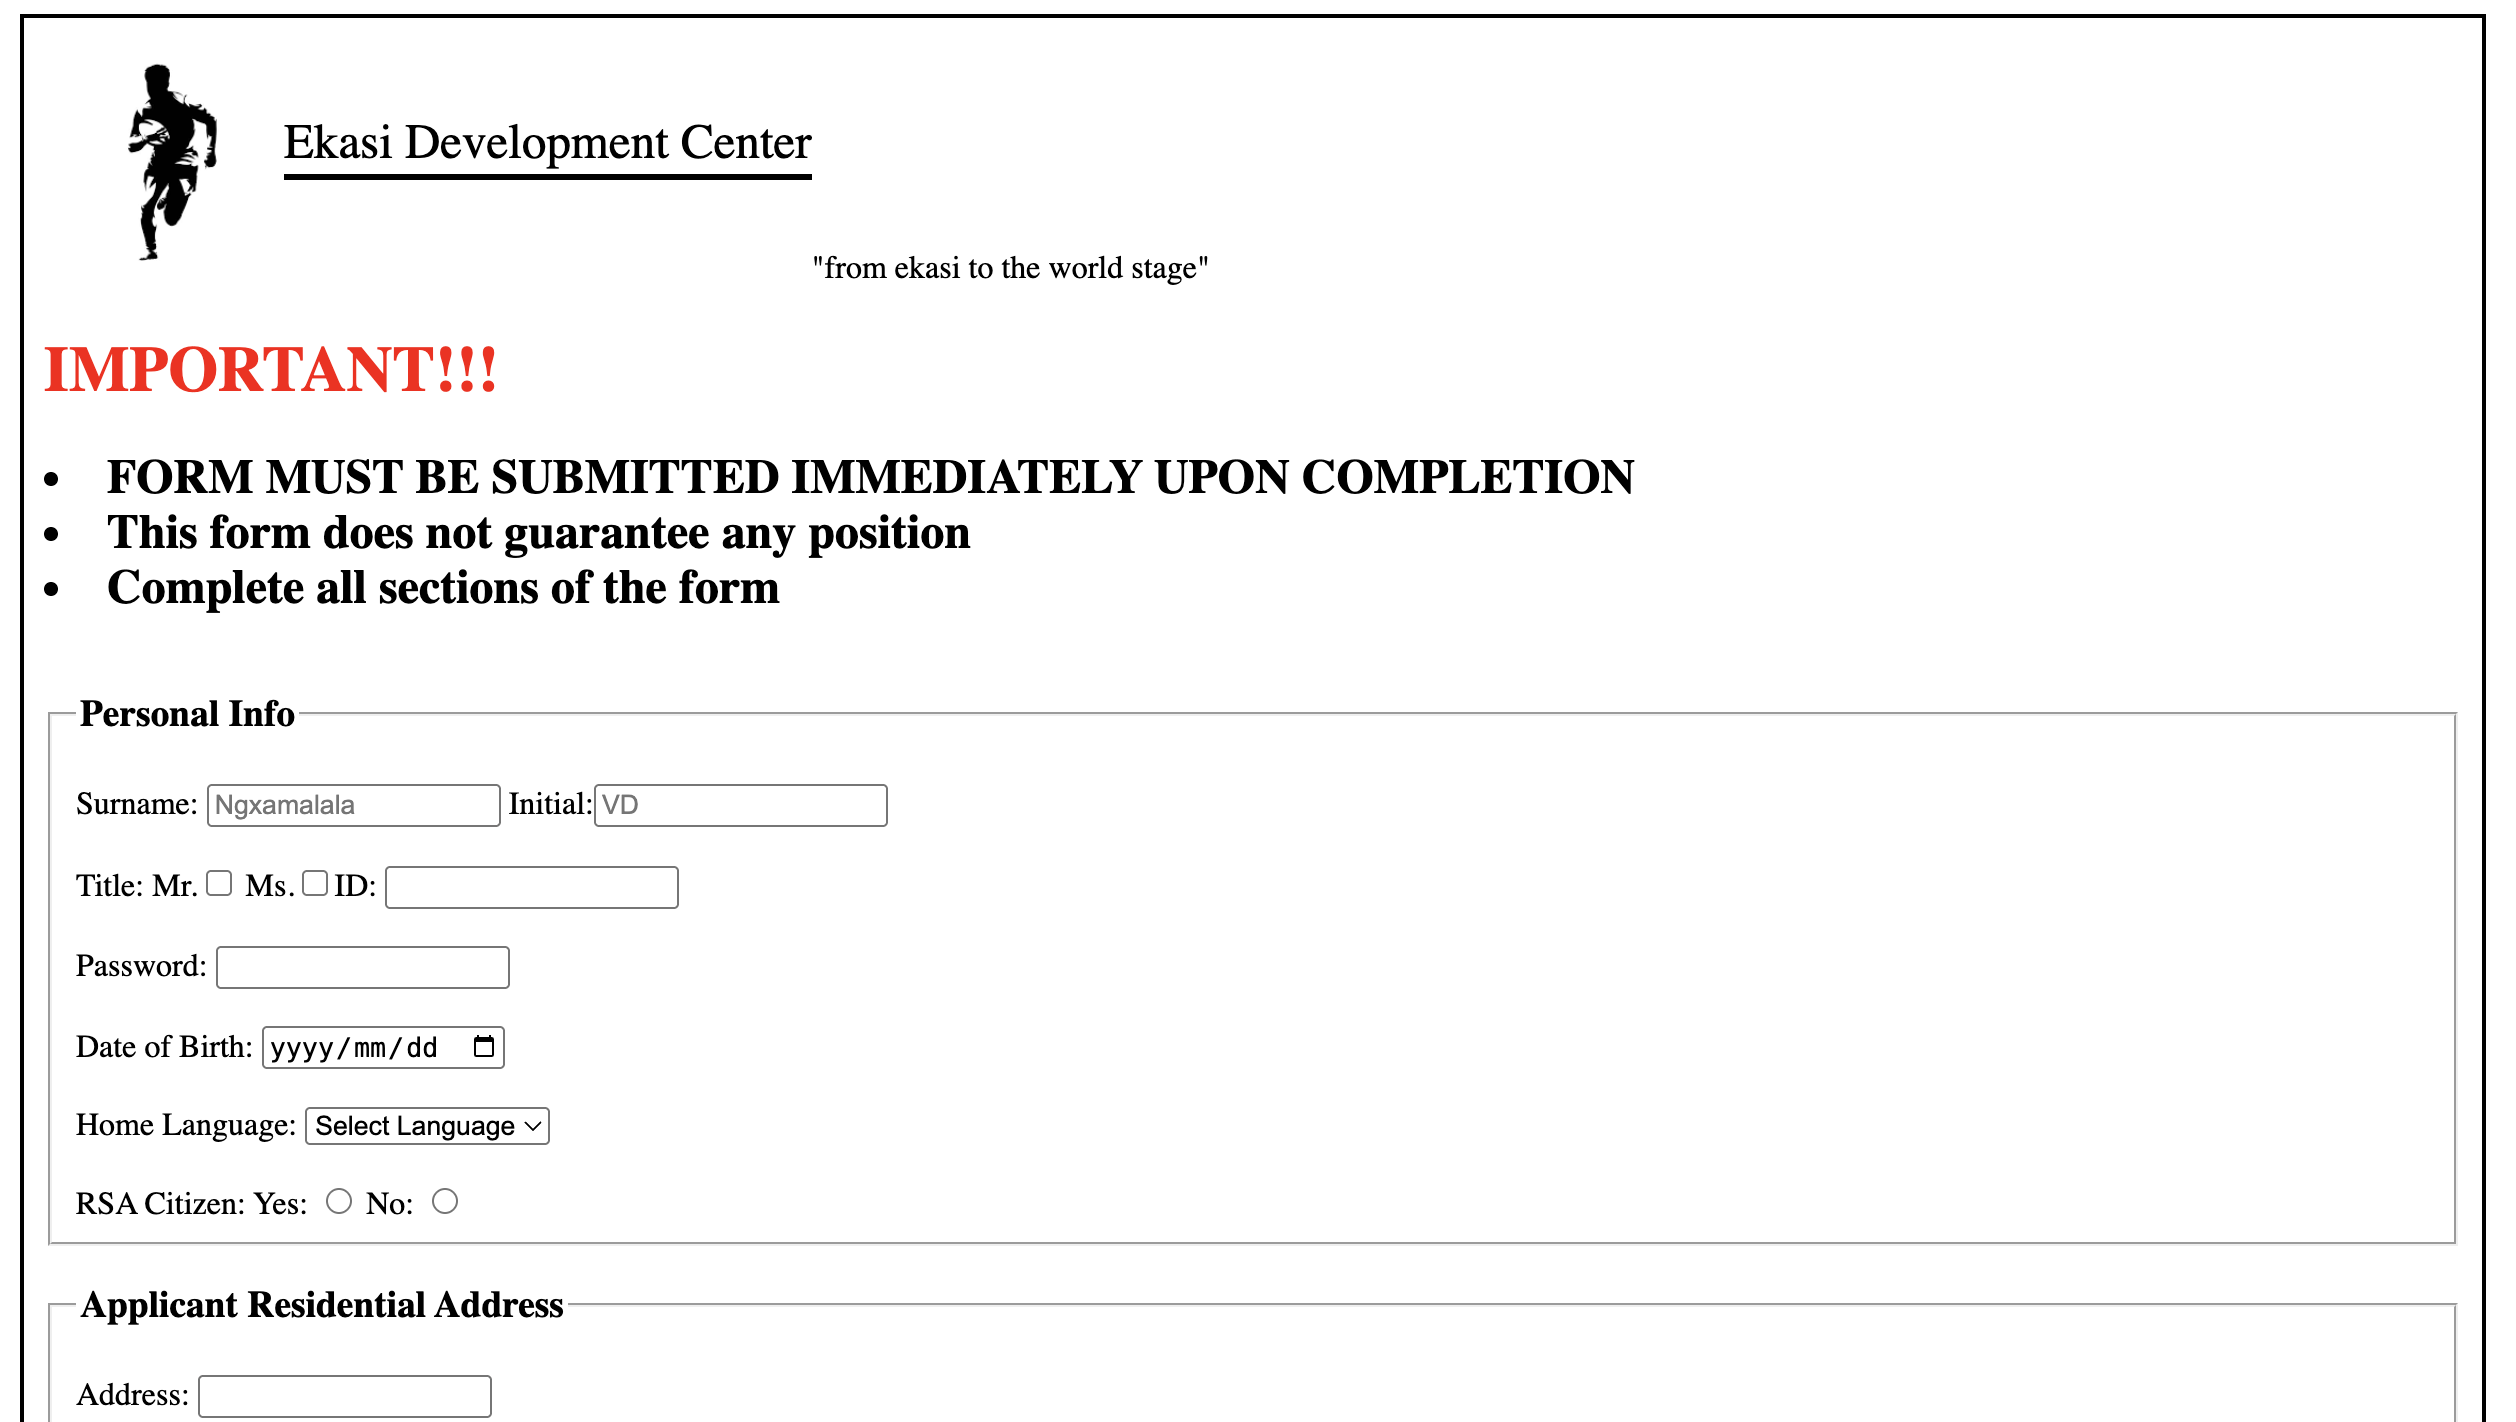 Ekasi Development Center
"from ekasi to the world stage"
IMPORTANT!!!
• FORM MUST BE SUBMITTED IMMEDIATELY UPON COMPLETION
• This form does not guarantee any position
• Complete all sections of the form
Personal Info
Surname: Ngxamalala Initial: VD
Title: Mr. Ms. ID:
Password:
Date of Birth: yyyy/mm/dd
Home Language: Select Language
RSA Citizen: Yes: No:
Applicant Residential Address
Address: